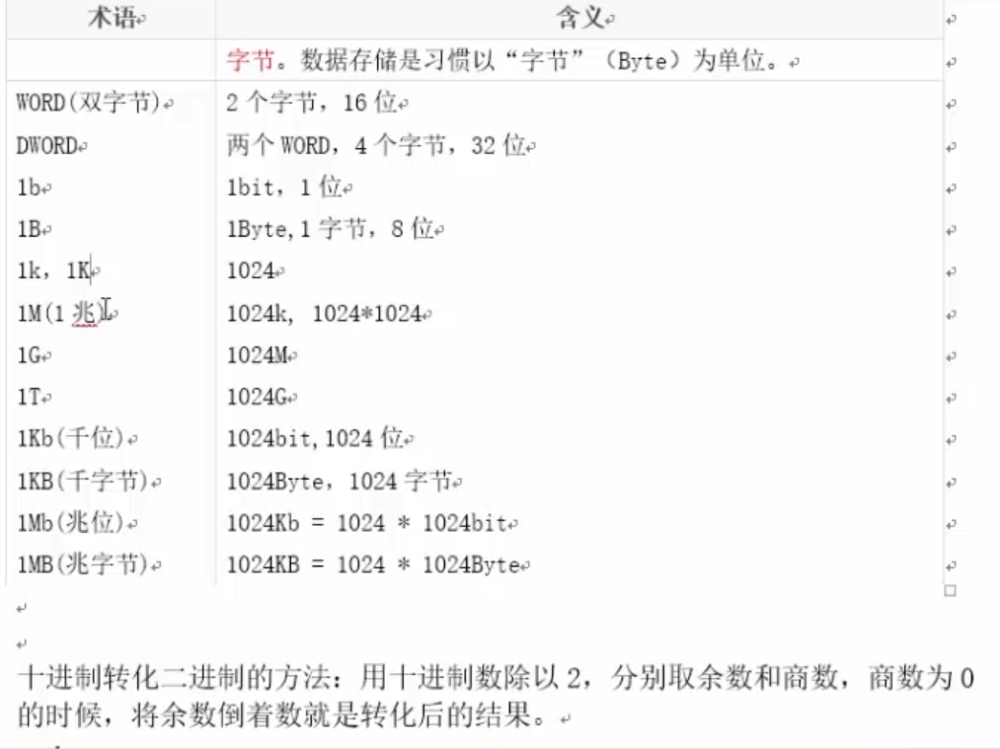 术语 含义
字节。数据存储是习惯以“字节”（Byte）为单位。
WORD(双字节) 2 个字节，16 位
DWORD 两个 WORD，4 个字节，32 位
1b 1bit，1 位
1B 1Byte,1 字节，8 位
1k，1K 1024
1M(1 兆) 1024k, 1024*1024
1G 1024M
1T 1024G
1Kb(千位) 1024bit,1024 位
1KB(千字节) 1024Byte，1024 字节
1Mb(兆位) 1024Kb = 1024 * 1024bit
1MB(兆字节) 1024KB = 1024 * 1024Byte
十进制转化二进制的方法：用十进制数除以 2，分别取余数和商数，商数为 0
的时候，将余数倒着数就是转化后的结果。